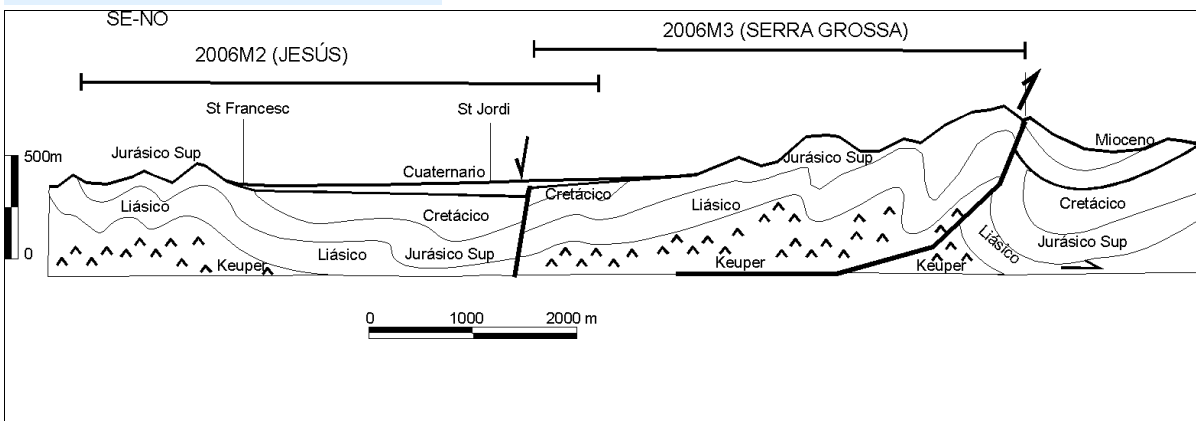 SE-NO
2006M2 (JESÚS)
2006M3 (SERRA GROSSA)
St Francesc
St Jordi
500m
0
Jurásico Sup
Cuaternario
Jurásico Sup
Mioceno
Liásico
Cretácico
Cretácico
Liásico
Cretácico
Keuper
Liásico
Jurásico Sup
Keuper
Keuper
Liásico
Jurásico Sup
0 1000 2000 m